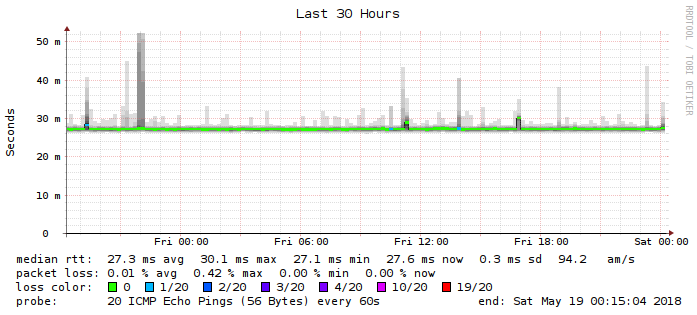 Last 30 Hours
RRDTOOL / TOBI OETIKER
Seconds
50 m
40 m
30 m
20 m
10 m
0
Fri 00:00 Fri 06:00 Fri 12:00 Fri 18:00 Sat 00:00
median rtt: 27.3 ms avg 30.1 ms max 27.1 ms min 27.6 ms now 0.3 ms sd 94.2 am/s
packet loss: 0.01 % avg 0.42 % max 0.00 % min 0.00 % now
loss color: 0 1/20 2/20 3/20 4/20 10/20 19/20
probe: 20 ICMP Echo Pings (56 Bytes) every 60s end: Sat May 19 00:15:04 2018